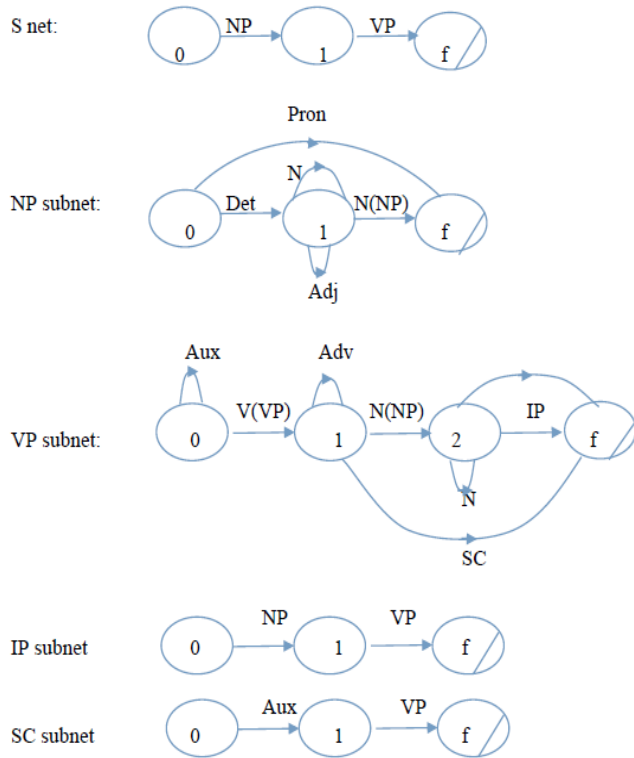 S net: NP VP
0 1 f
Pron
N
NP subnet: Det N(NP)
0 1 f
Adj
Aux Adv
V(VP) N(NP) IP
VP subnet: 0 1 2 f
N
SC
NP VP
IP subnet 0 1 f
Aux VP
SC subnet 0 1 f